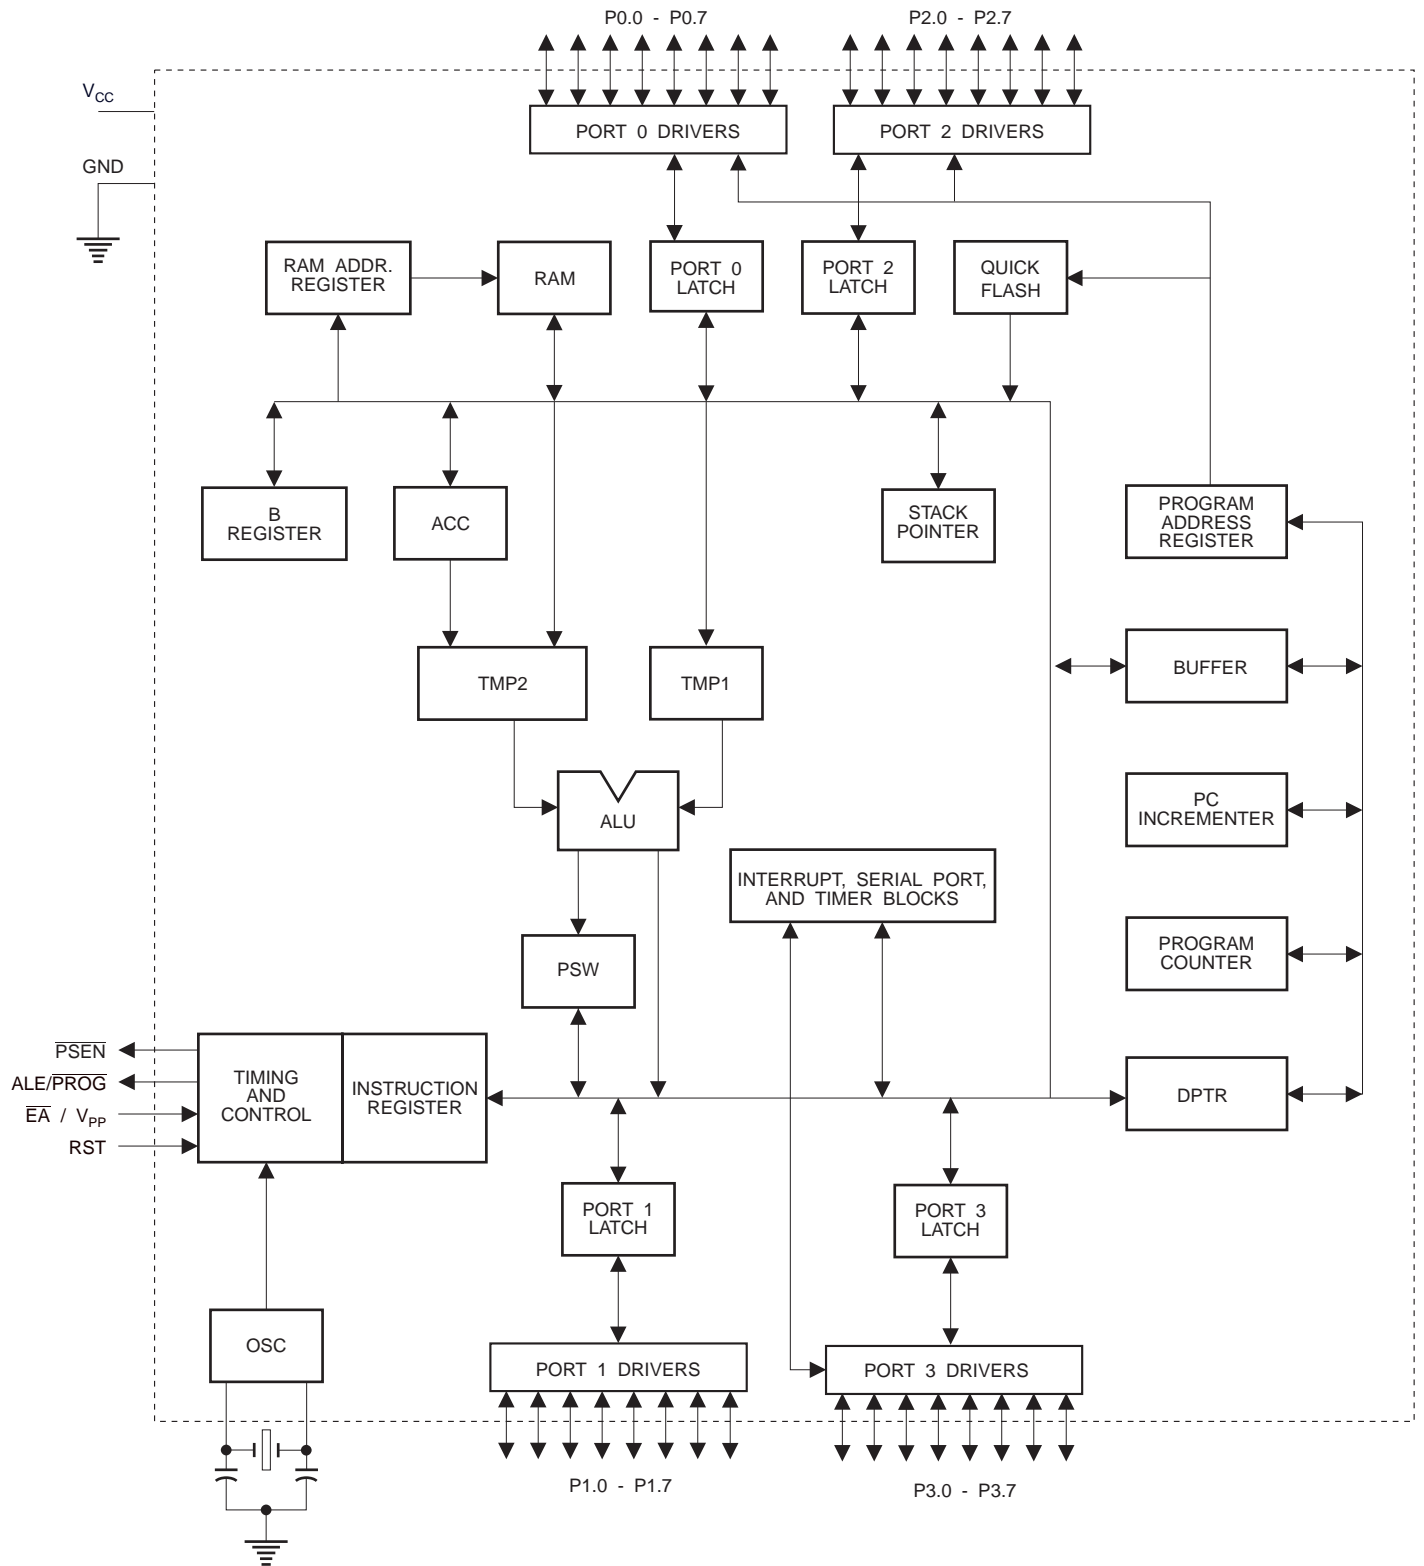 P0.0 - P0.7
P2.0 - P2.7
VCC
PORT 0 DRIVERS
PORT 2 DRIVERS
GND
RAM ADDR.
REGISTER
RAM
PORT 0
LATCH
PORT 2
LATCH
QUICK
FLASH
B
REGISTER
ACC
STACK
POINTER
PROGRAM
ADDRESS
REGISTER
TMP2
TMP1
BUFFER
ALU
PC
INCREMENTER
INTERRUPT, SERIAL PORT,
AND TIMER BLOCKS
PSW
PROGRAM
COUNTER
PSEN
ALE/PROG
EA / VPP
RST
TIMING
AND
CONTROL
INSTRUCTION
REGISTER
DPTR
PORT 1
LATCH
PORT 3
LATCH
OSC
PORT 1 DRIVERS
PORT 3 DRIVERS
P1.0 - P1.7
P3.0 - P3.7